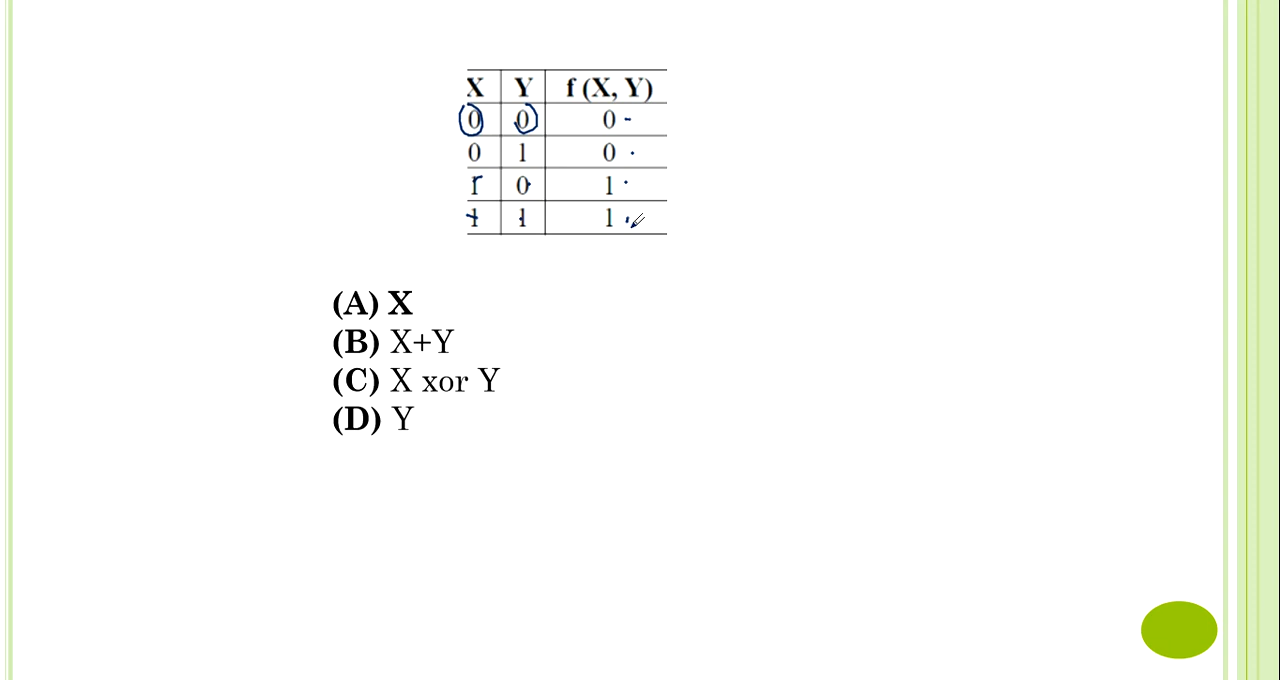 X Y f (X, Y)
0 0 0
0 1 0
1 0 1
1 1 1
(A) X
(B) X+Y
(C) X xor Y
(D) Y